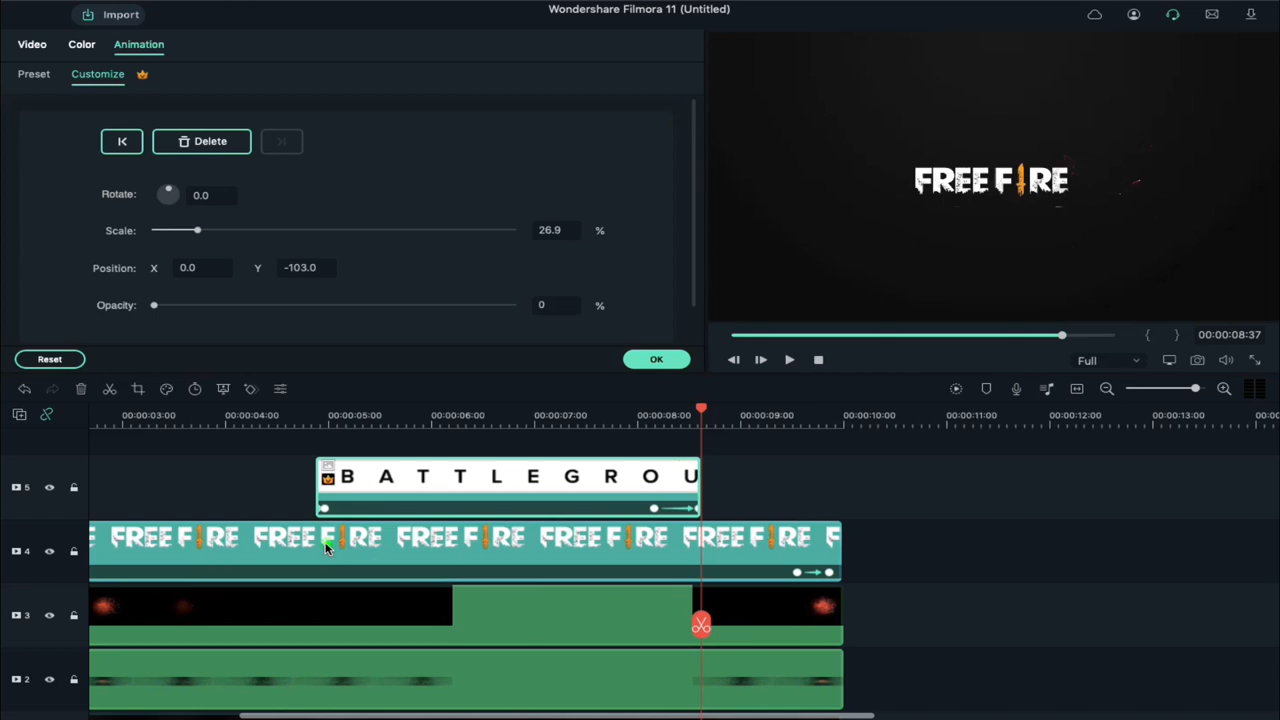 Import
Wondershare Filmora 11 (Untitled)
Video Color Animation
Preset Customize
Delete
Rotate: 0.0
Scale: 26.9 %
Position: X 0.0 Y -103.0
Opacity: 0 %
Reset OK
FREE FIRE
{ } 00:00:08:37
Full
00:00:03:00 00:00:04:00 00:00:05:00 00:00:06:00 00:00:07:00 00:00:08:00 00:00:09:00 00:00:10:00 00:00:11:00 00:00:12:00 00:00:13:00 00:00
5 BATTLEGROU
4 E FREE FIRE FREE FIRE FREE FIRE FREE FIRE FREE FIRE F
3
2